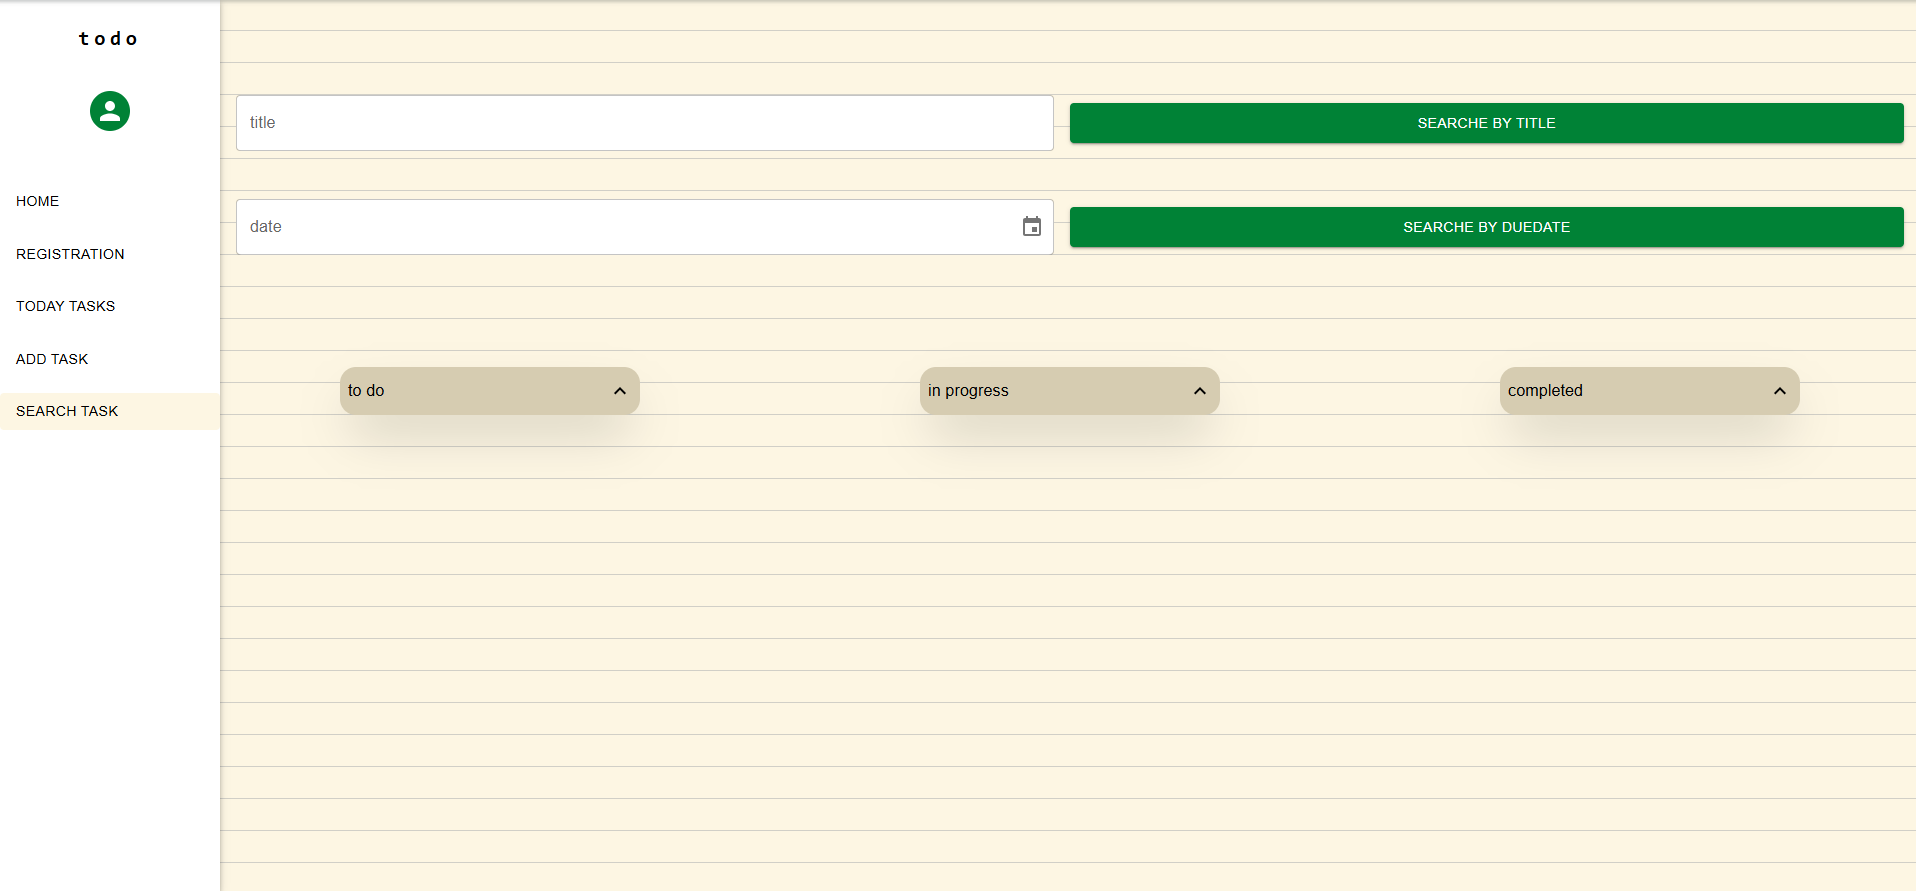 todo
HOME
REGISTRATION
TODAY TASKS
ADD TASK
SEARCH TASK
title
SEARCHE BY TITLE
date
SEARCHE BY DUEDATE
to do
in progress
completed